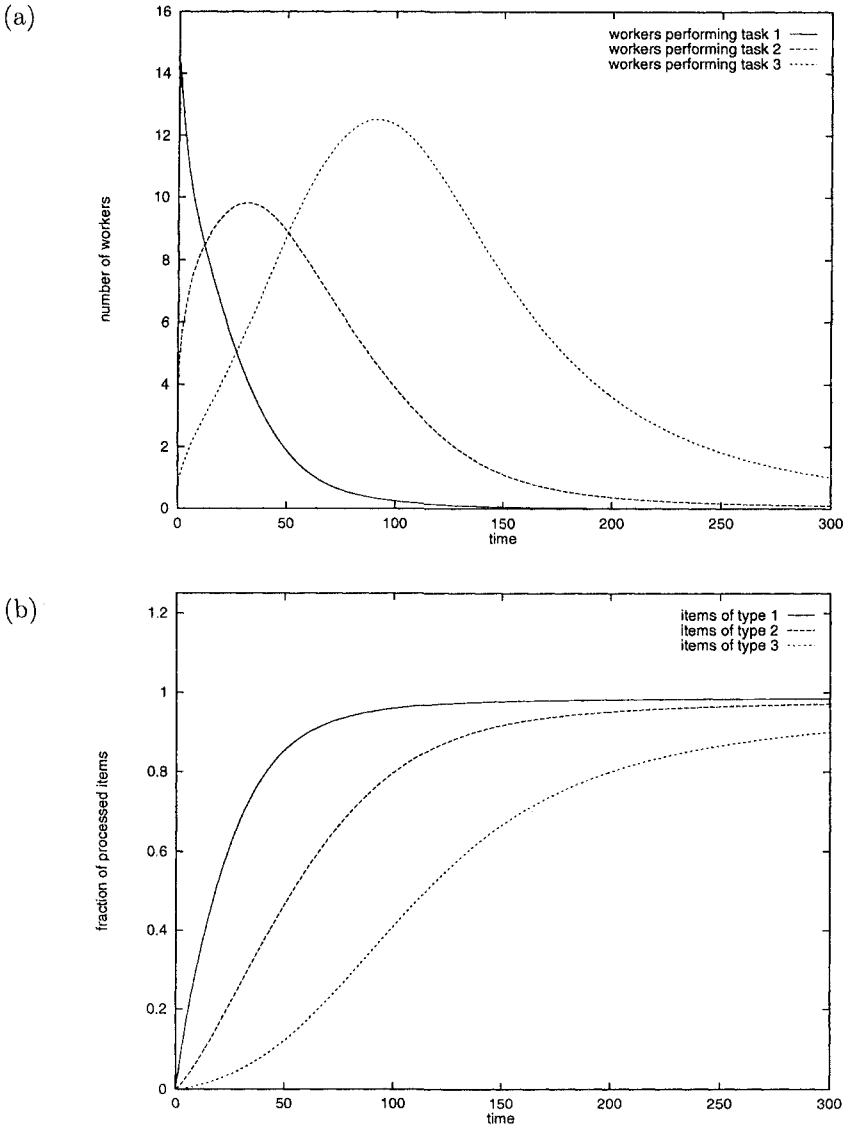 (a)
16
14
12
10
8
6
4
2
0
number of workers
workers performing task 1
workers performing task 2
workers performing task 3
0 50 100 150 200 250 300
time
(b)
1.2
1
0.8
0.6
0.4
0.2
0
fraction of processed items
items of type 1
items of type 2
items of type 3
0 50 100 150 200 250 300
time